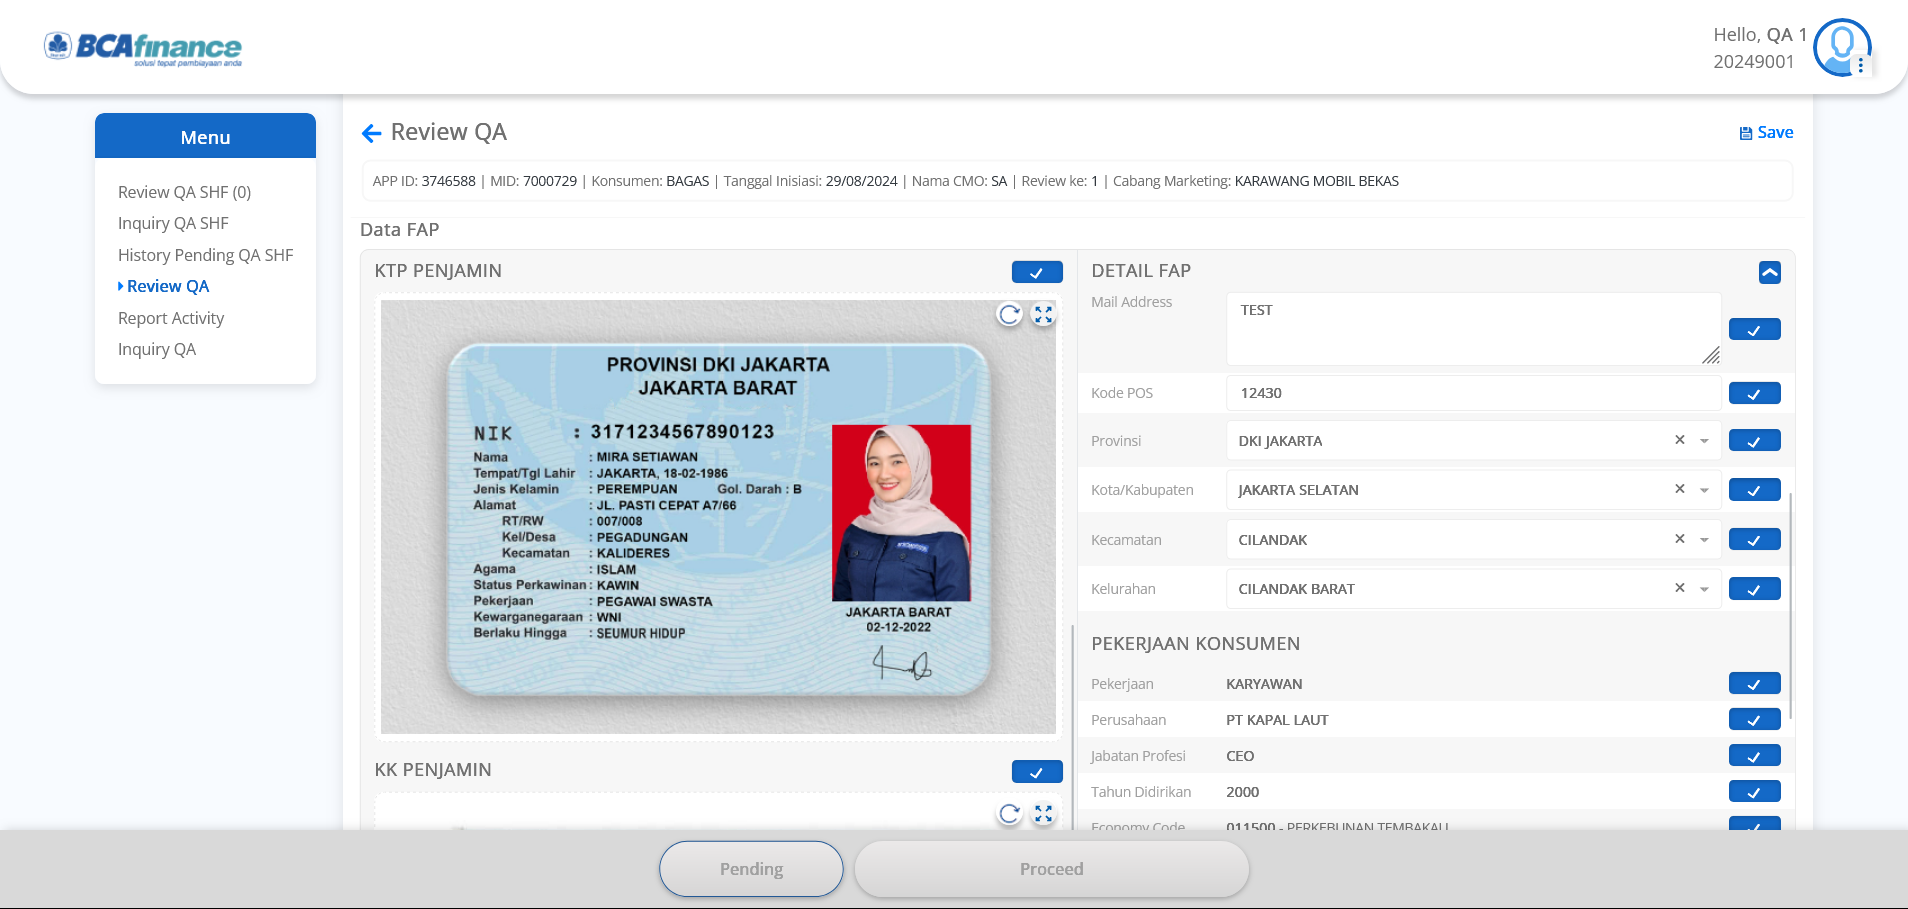 BCAfinance
solusi tepat pembiayaan anda
Hello, QA 1
20249001
Menu
Review QA SHF (0)
Inquiry QA SHF
History Pending QA SHF
Review QA
Report Activity
Inquiry QA
Review QA
Save
APP ID: 3746588 | MID: 7000729 | Konsumen: BAGAS | Tanggal Inisiasi: 29/08/2024 | Nama CMO: SA | Review ke: 1 | Cabang Marketing: KARAWANG MOBIL BEKAS
Data FAP
KTP PENJAMIN
PROVINSI DKI JAKARTA
JAKARTA BARAT
NIK : 3171234567890123
Nama : MIRA SETIAWAN
Tempat/Tgl Lahir : JAKARTA, 18-02-1986
Jenis Kelamin : PEREMPUAN Gol. Darah : B
Alamat : JL. PASTI CEPAT A7/66
RT/RW : 007/008
Kel/Desa : PEGADUNGAN
Kecamatan : KALIDERES
Agama : ISLAM
Status Perkawinan : KAWIN
Pekerjaan : PEGAWAI SWASTA
Kewarganegaraan : WNI
Berlaku Hingga : SEUMUR HIDUP
JAKARTA BARAT
02-12-2022
KK PENJAMIN
DETAIL FAP
Mail Address TEST
Kode POS 12430
Provinsi DKI JAKARTA
Kota/Kabupaten JAKARTA SELATAN
Kecamatan CILANDAK
Kelurahan CILANDAK BARAT
PEKERJAAN KONSUMEN
Pekerjaan KARYAWAN
Perusahaan PT KAPAL LAUT
Jabatan Profesi CEO
Tahun Didirikan 2000
Economy Code 011500 - PERKEBUNAN TEMBAKAU
Pending
Proceed